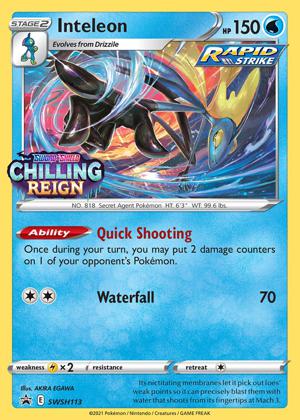 STAGE 2
Inteleon
HP 150
Evolves from Drizzile
RAPID
STRIKE
SWORD & SHIELD
CHILLING
REIGN
NO. 818 Secret Agent Pokémon HT. 6'3" WT. 99.6 lbs.
Ability Quick Shooting
Once during your turn, you may put 2 damage counters
on 1 of your opponent's Pokémon.
Waterfall 70
weakness ×2 resistance retreat
Illus. AKIRA EGAWA
E SWSH113
Its nictitating membranes let it pick out foes'
weak points so it can precisely blast them with
water that shoots from its fingertips at Mach 3.
©2021 Pokémon / Nintendo / Creatures / GAME FREAK